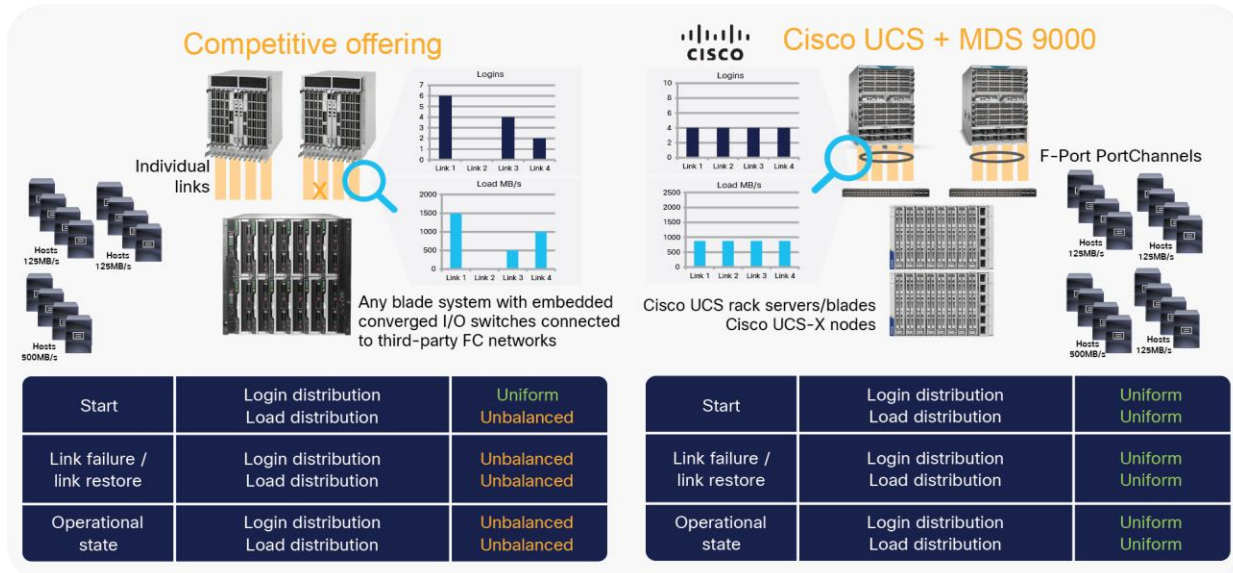 Competitive offering
Logins
7
6
5
4
3
2
1
0
Link 1 Link 2 Link 3 Link 4
Individual
links
X
Load MB/s
2000
1500
1000
500
0
Link 1 Link 2 Link 3 Link 4
Hosts
125MB/s
Hosts
125MB/s
Hosts
500MB/s
Any blade system with embedded
converged I/O switches connected
to third-party FC networks
Start
Login distribution
Load distribution
Uniform
Unbalanced
Link failure /
link restore
Login distribution
Load distribution
Unbalanced
Unbalanced
Operational
state
Login distribution
Load distribution
Unbalanced
Unbalanced
CISCO
Cisco UCS + MDS 9000
Logins
10
8
6
4
2
0
Link 1 Link 2 Link 3 Link 4
Load MB/s
2500
2000
1500
1000
500
0
Link 1 Link 2 Link 3 Link 4
F-Port PortChannels
Hosts
125MB/s
Hosts
125MB/s
Hosts
500MB/s
Hosts
125MB/s
Cisco UCS rack servers/blades
Cisco UCS-X nodes
Start
Login distribution
Load distribution
Uniform
Uniform
Link failure /
link restore
Login distribution
Load distribution
Uniform
Uniform
Operational
state
Login distribution
Load distribution
Uniform
Uniform